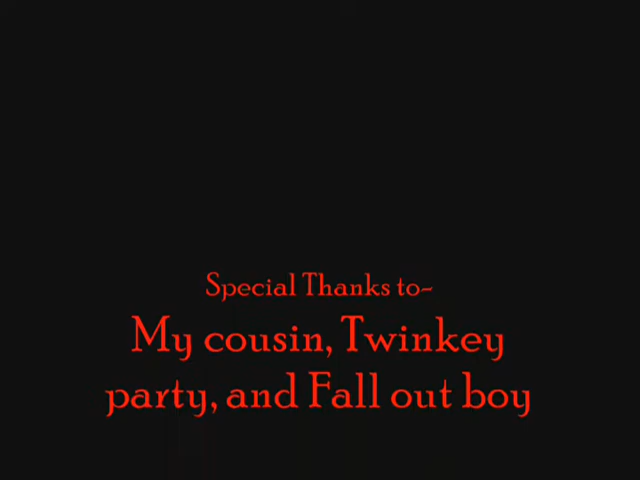 Special Thanks to-
My cousin, Twinkey
party, and Fall out boy